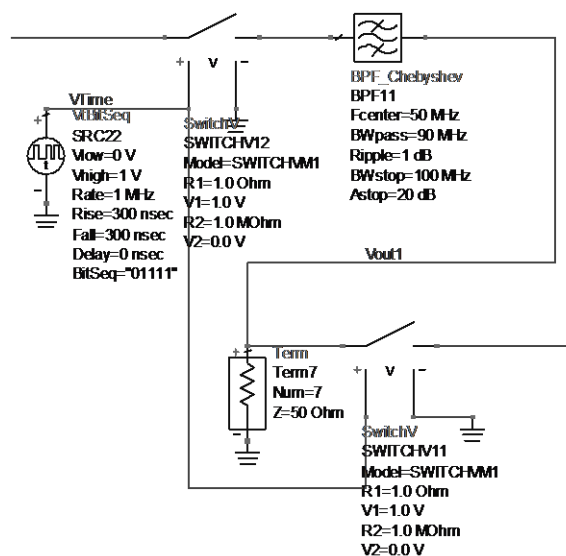 + V -
BPF_Chebyshev
BPF11
Fcenter=50 MHz
BWpass=90 MHz
Ripple=1 dB
BWstop=100 MHz
Astop=20 dB
VTime
VtBitSeq
SRC22
Vlow=0 V
Vhigh=1 V
Rate=1 MHz
Rise=300 nsec
Fall=300 nsec
Delay=0 nsec
BitSeq="01111"
+
t
-
SwitchV
SWITCHV12
Model=SWITCHVM1
R1=1.0 Ohm
V1=1.0 V
R2=1.0 MOhm
V2=0.0 V
Vout1
+
-
Term
Term7
Num=7
Z=50 Ohm
+ V -
SwitchV
SWITCHV11
Model=SWITCHVM1
R1=1.0 Ohm
V1=1.0 V
R2=1.0 MOhm
V2=0.0 V